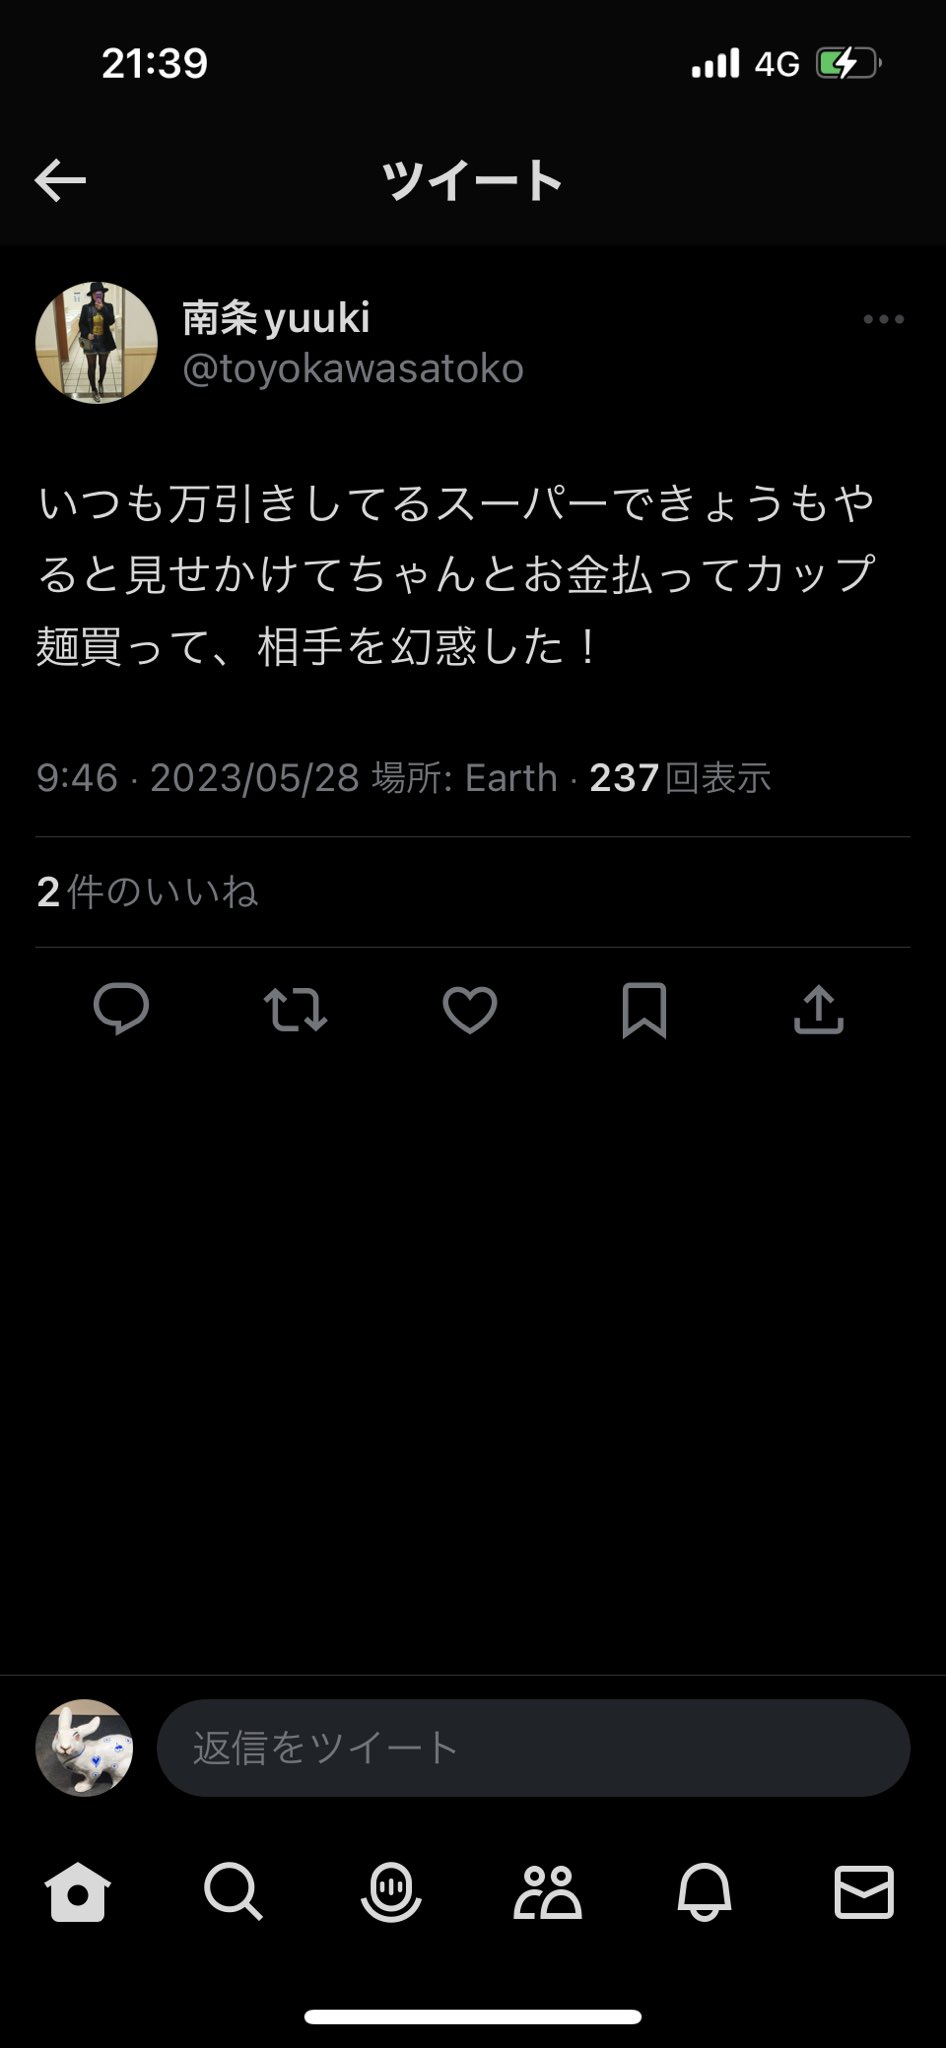 21:39 4G
ツイート
南条yuuki
@toyokawasatoko
いつも万引きしてるスーパーできょうもや
ると見せかけてちゃんとお金払ってカップ
麺買って、相手を幻惑した！
9:46 · 2023/05/28 場所: Earth · 237回表示
2件のいいね
返信をツイート